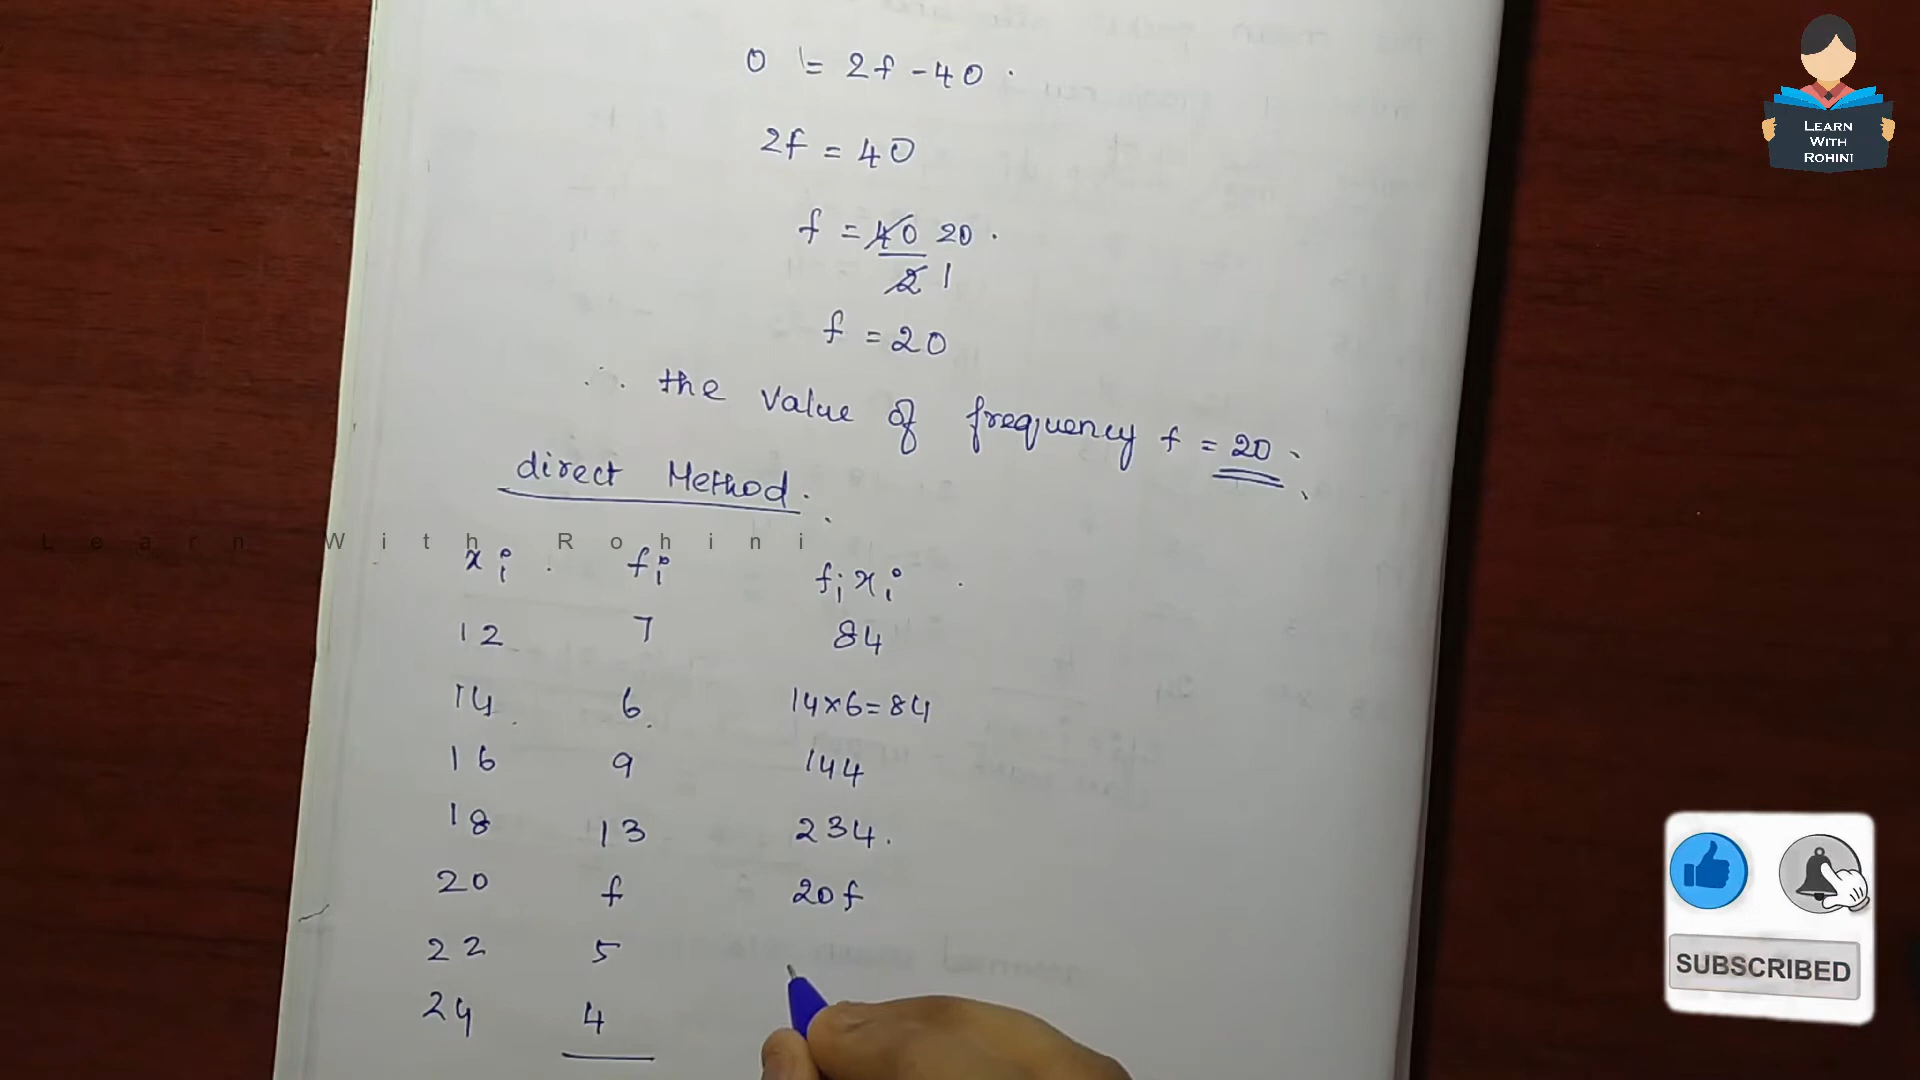 0 = 2f - 40
2f = 40
f = 40 20
2 1
f = 20
∴ the value of frequency f = 20
direct Method.
Learn With Rohini
xi fi fixi
12 7 84
14 6 14×6=84
16 9 144
18 13 234.
20 f 20f
22 5
24 4
LEARN
WITH
ROHINI
SUBSCRIBED